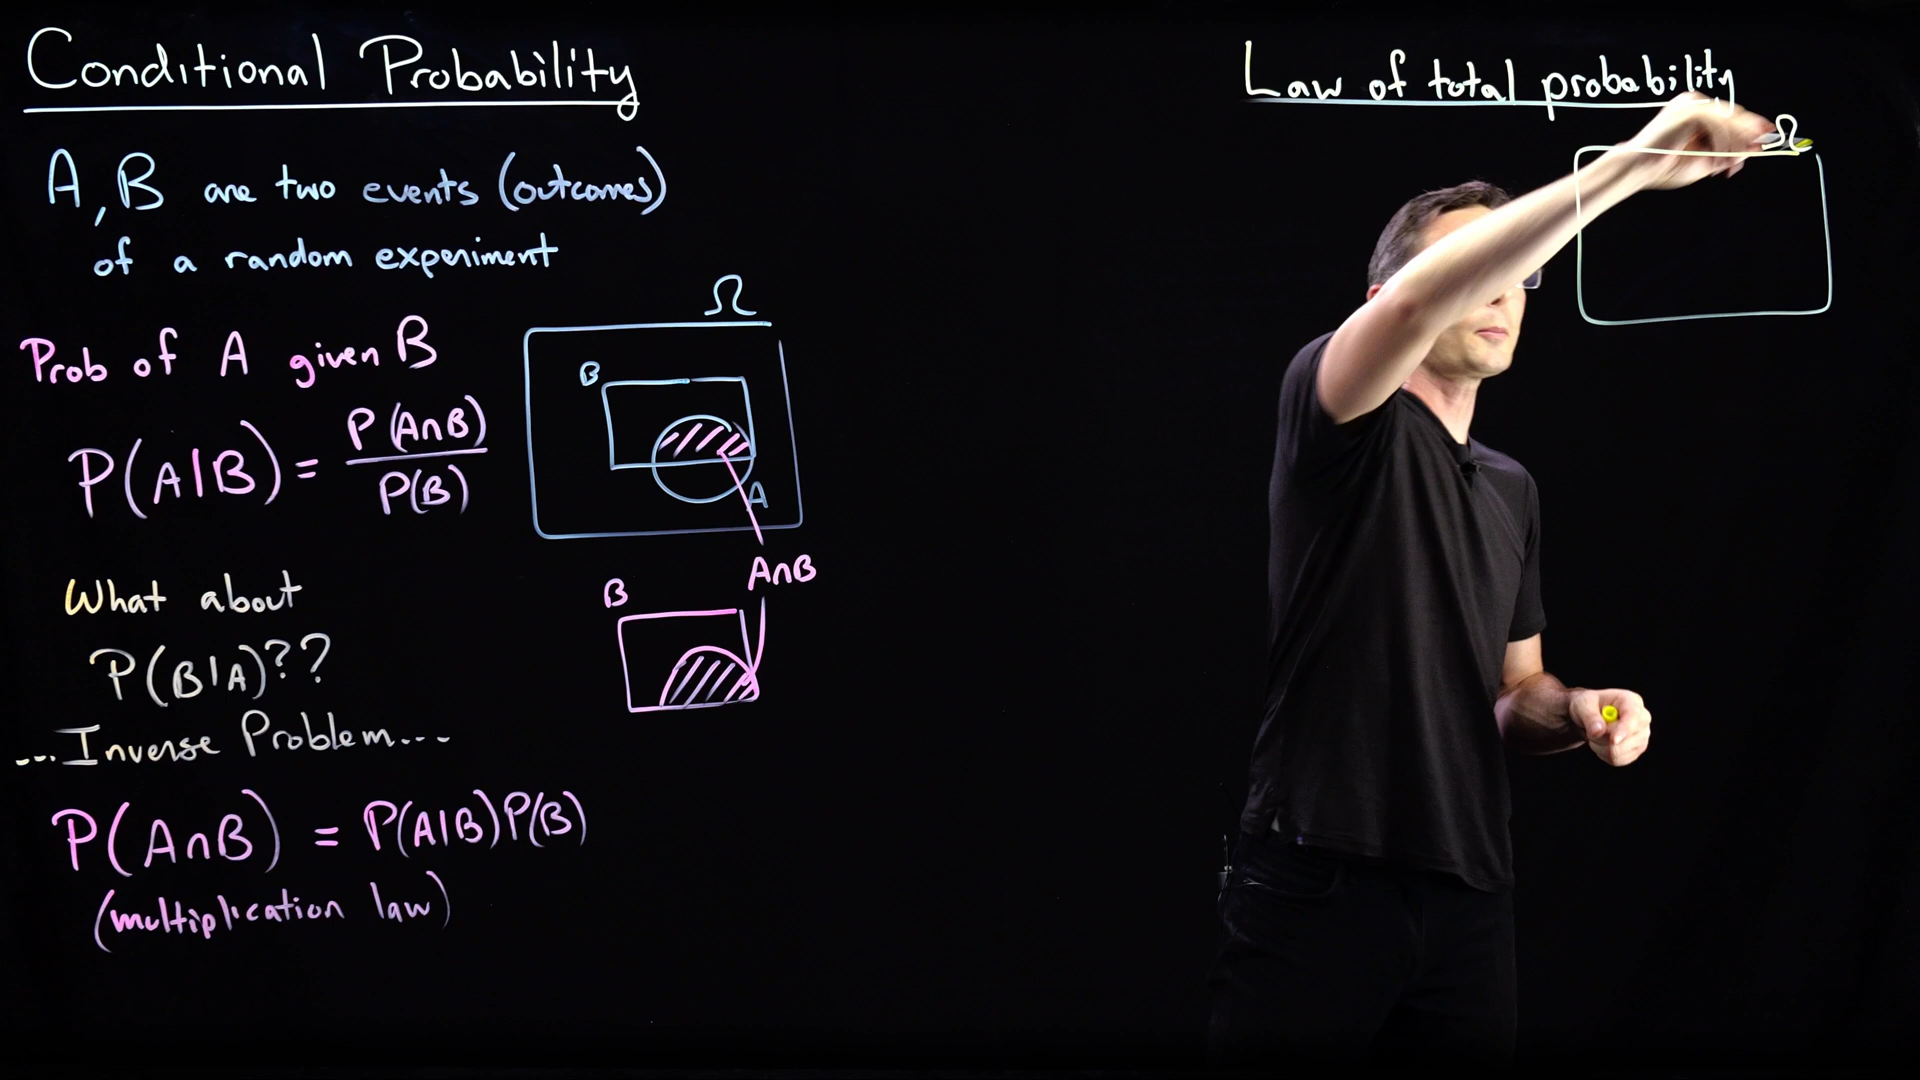 Conditional Probability
A, B are two events (outcomes)
of a random experiment
Prob of A given B
P(A|B) = P(A∩B) / P(B)
Ω
B
A
A∩B
B
What about
P(B|A)??
...Inverse Problem...
P(A∩B) = P(A|B)P(B)
(multiplication law)
Law of total probability
Ω